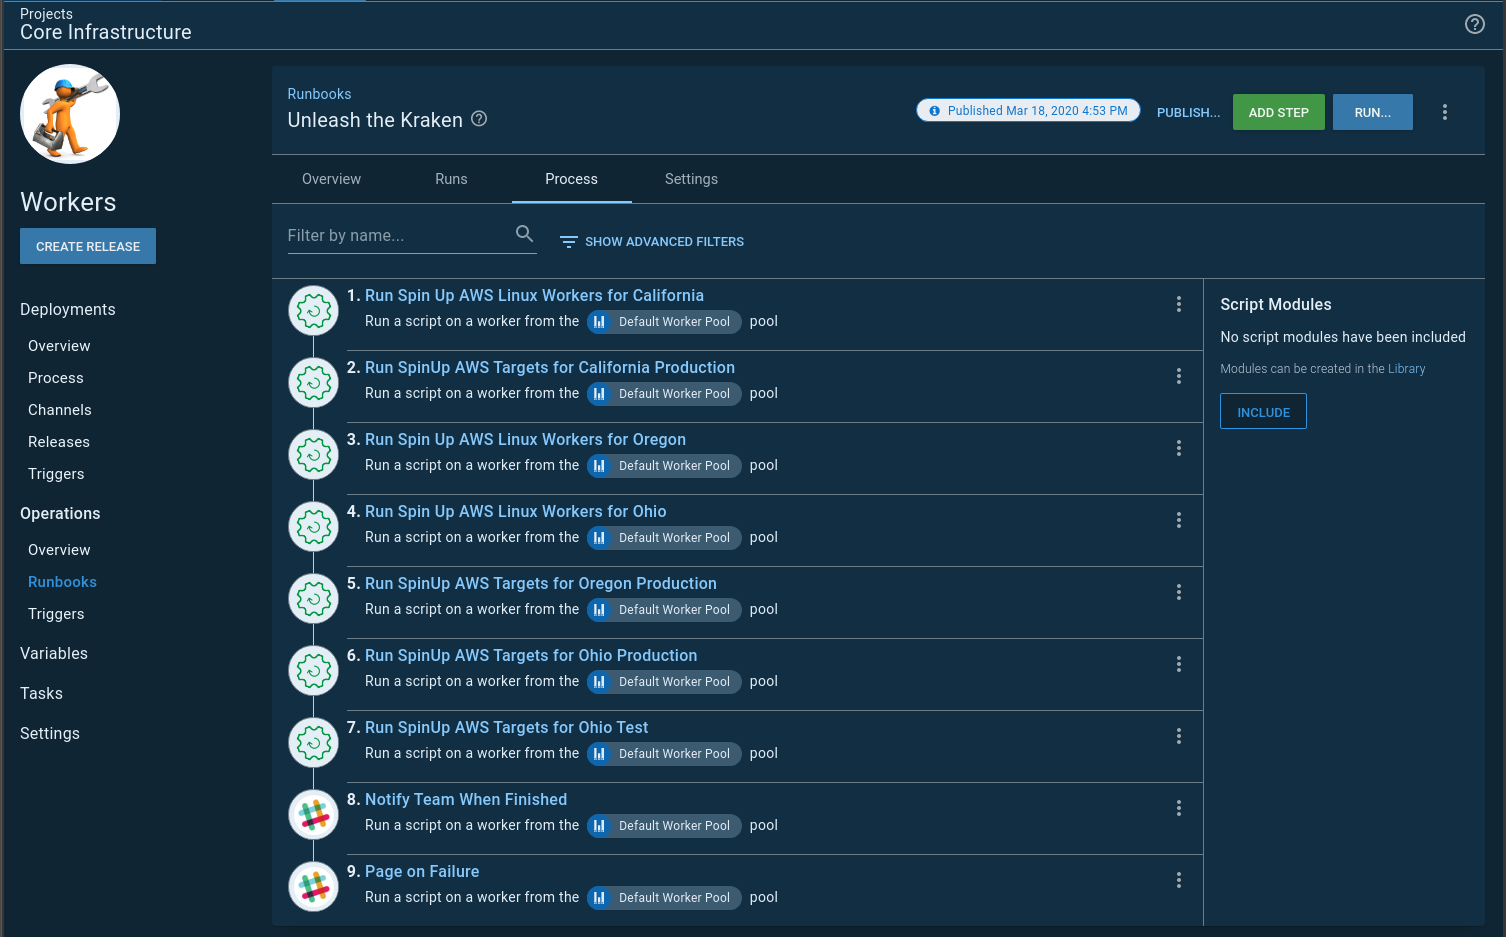 Projects
Core Infrastructure
Workers
CREATE RELEASE
Deployments
Overview
Process
Channels
Releases
Triggers
Operations
Overview
Runbooks
Triggers
Variables
Tasks
Settings
Runbooks
Unleash the Kraken
Published Mar 18, 2020 4:53 PM
PUBLISH...
ADD STEP
RUN...
Overview Runs Process Settings
Filter by name...
SHOW ADVANCED FILTERS
1. Run Spin Up AWS Linux Workers for California
Run a script on a worker from the Default Worker Pool pool
2. Run SpinUp AWS Targets for California Production
Run a script on a worker from the Default Worker Pool pool
3. Run Spin Up AWS Linux Workers for Oregon
Run a script on a worker from the Default Worker Pool pool
4. Run Spin Up AWS Linux Workers for Ohio
Run a script on a worker from the Default Worker Pool pool
5. Run SpinUp AWS Targets for Oregon Production
Run a script on a worker from the Default Worker Pool pool
6. Run SpinUp AWS Targets for Ohio Production
Run a script on a worker from the Default Worker Pool pool
7. Run SpinUp AWS Targets for Ohio Test
Run a script on a worker from the Default Worker Pool pool
8. Notify Team When Finished
Run a script on a worker from the Default Worker Pool pool
9. Page on Failure
Run a script on a worker from the Default Worker Pool pool
Script Modules
No script modules have been included
Modules can be created in the Library
INCLUDE